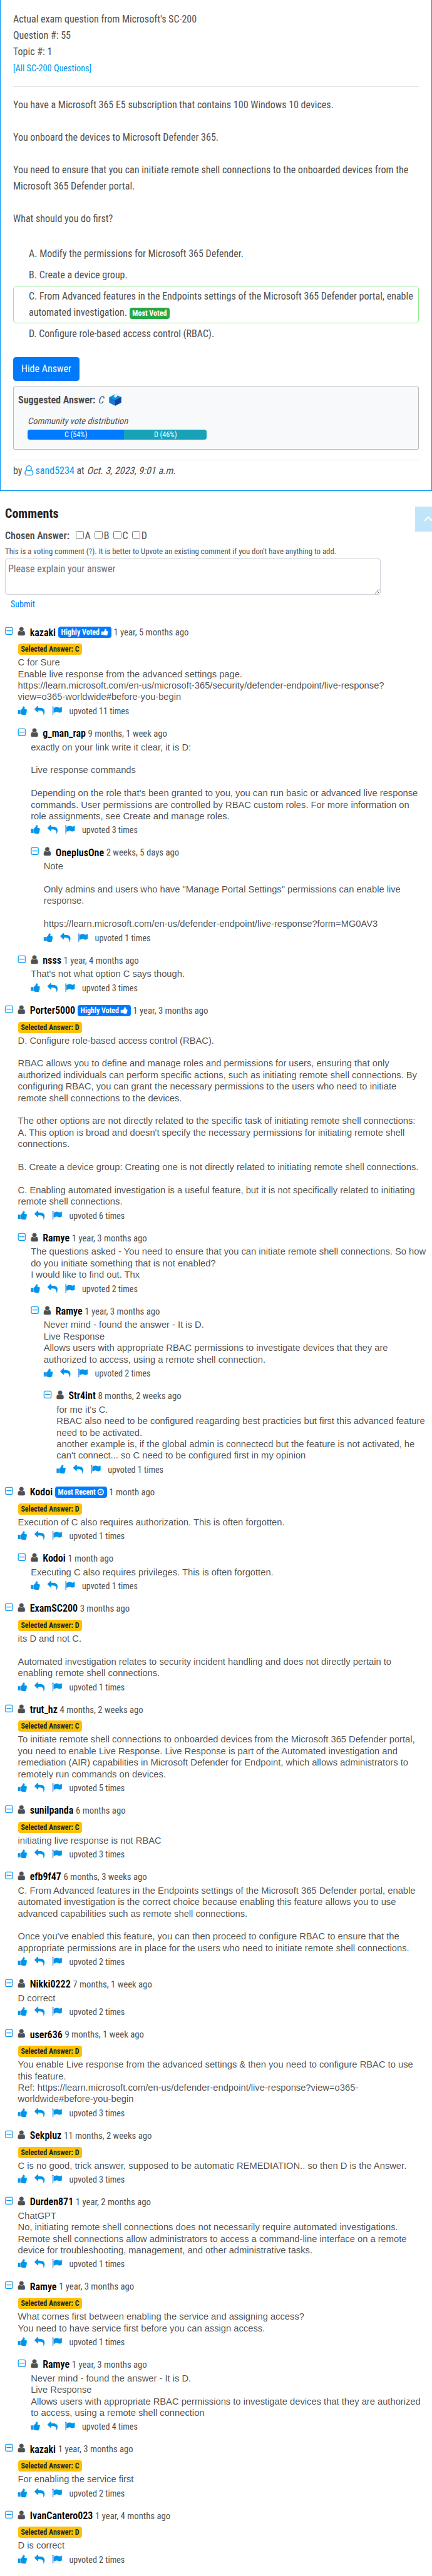 Actual exam question from Microsoft's SC-200
Question #: 55
Topic #: 1
[All SC-200 Questions]
You have a Microsoft 365 E5 subscription that contains 100 Windows 10 devices.
You onboard the devices to Microsoft Defender 365.
You need to ensure that you can initiate remote shell connections to the onboarded devices from the
Microsoft 365 Defender portal.
What should you do first?
A. Modify the permissions for Microsoft 365 Defender.
B. Create a device group.
C. From Advanced features in the Endpoints settings of the Microsoft 365 Defender portal, enable
automated investigation. Most Voted
D. Configure role-based access control (RBAC).
Hide Answer
Suggested Answer: C
Community vote distribution
C (54%) D (46%)
by sand5234 at Oct. 3, 2023, 9:01 a.m.
Comments
Chosen Answer: A B C D
This is a voting comment (?). It is better to Upvote an existing comment if you don't have anything to add.
Please explain your answer
Submit
kazaki Highly Voted 1 year, 5 months ago
Selected Answer: C
C for Sure
Enable live response from the advanced settings page.
https://learn.microsoft.com/en-us/microsoft-365/security/defender-endpoint/live-response?
view=o365-worldwide#before-you-begin
upvoted 11 times
g_man_rap 9 months, 1 week ago
exactly on your link write it clear, it is D:
Live response commands
Depending on the role that's been granted to you, you can run basic or advanced live response
commands. User permissions are controlled by RBAC custom roles. For more information on
role assignments, see Create and manage roles.
upvoted 3 times
OneplusOne 2 weeks, 5 days ago
Note
Only admins and users who have "Manage Portal Settings" permissions can enable live
response.
https://learn.microsoft.com/en-us/defender-endpoint/live-response?form=MG0AV3
upvoted 1 times
nsss 1 year, 4 months ago
That's not what option C says though.
upvoted 3 times
Porter5000 Highly Voted 1 year, 3 months ago
Selected Answer: D
D. Configure role-based access control (RBAC).
RBAC allows you to define and manage roles and permissions for users, ensuring that only
authorized individuals can perform specific actions, such as initiating remote shell connections. By
configuring RBAC, you can grant the necessary permissions to the users who need to initiate
remote shell connections to the devices.
The other options are not directly related to the specific task of initiating remote shell connections:
A. This option is broad and doesn't specify the necessary permissions for initiating remote shell
connections.
B. Create a device group: Creating one is not directly related to initiating remote shell connections.
C. Enabling automated investigation is a useful feature, but it is not specifically related to initiating
remote shell connections.
upvoted 6 times
Ramye 1 year, 3 months ago
The questions asked - You need to ensure that you can initiate remote shell connections. So how
do you initiate something that is not enabled?
I would like to find out. Thx
upvoted 2 times
Ramye 1 year, 3 months ago
Never mind - found the answer - It is D.
Live Response
Allows users with appropriate RBAC permissions to investigate devices that they are
authorized to access, using a remote shell connection.
upvoted 2 times
Str4int 8 months, 2 weeks ago
for me it's C.
RBAC also need to be configured reagarding best practicies but first this advanced feature
need to be activated.
another example is, if the global admin is connectecd but the feature is not activated, he
can't connect... so C need to be configured first in my opinion
upvoted 1 times
Kodoi Most Recent 1 month ago
Selected Answer: D
Execution of C also requires authorization. This is often forgotten.
upvoted 1 times
Kodoi 1 month ago
Executing C also requires privileges. This is often forgotten.
upvoted 1 times
ExamSC200 3 months ago
Selected Answer: D
its D and not C.
Automated investigation relates to security incident handling and does not directly pertain to
enabling remote shell connections.
upvoted 1 times
trut_hz 4 months, 2 weeks ago
Selected Answer: C
To initiate remote shell connections to onboarded devices from the Microsoft 365 Defender portal,
you need to enable Live Response. Live Response is part of the Automated investigation and
remediation (AIR) capabilities in Microsoft Defender for Endpoint, which allows administrators to
remotely run commands on devices.
upvoted 5 times
sunilpanda 6 months ago
Selected Answer: C
initiating live response is not RBAC
upvoted 3 times
efb9f47 6 months, 3 weeks ago
C. From Advanced features in the Endpoints settings of the Microsoft 365 Defender portal, enable
automated investigation is the correct choice because enabling this feature allows you to use
advanced capabilities such as remote shell connections.
Once you've enabled this feature, you can then proceed to configure RBAC to ensure that the
appropriate permissions are in place for the users who need to initiate remote shell connections.
upvoted 2 times
Nikki0222 7 months, 1 week ago
D correct
upvoted 2 times
user636 9 months, 1 week ago
Selected Answer: D
You enable Live Response from the advanced settings & then you need to configure RBAC to use
this feature.
Ref: https://learn.microsoft.com/en-us/defender-endpoint/live-response?view=o365-
worldwide#before-you-begin
upvoted 3 times
Sekpluz 11 months, 2 weeks ago
Selected Answer: D
C is no good, trick answer, supposed to be automatic REMEDIATION.. so then D is the Answer.
upvoted 3 times
Durden871 1 year, 2 months ago
ChatGPT
No, initiating remote shell connections does not necessarily require automated investigations.
Remote shell connections allow administrators to access a command-line interface on a remote
device for troubleshooting, management, and other administrative tasks.
upvoted 1 times
Ramye 1 year, 3 months ago
Selected Answer: C
What comes first between enabling the service and assigning access?
You need to have service first before you can assign access.
upvoted 1 times
Ramye 1 year, 3 months ago
Never mind - found the answer - It is D.
Live Response
Allows users with appropriate RBAC permissions to investigate devices that they are authorized
to access, using a remote shell connection
upvoted 4 times
kazaki 1 year, 3 months ago
Selected Answer: C
For enabling the service first
upvoted 2 times
IvanCantero023 1 year, 4 months ago
Selected Answer: D
D is correct
upvoted 2 times